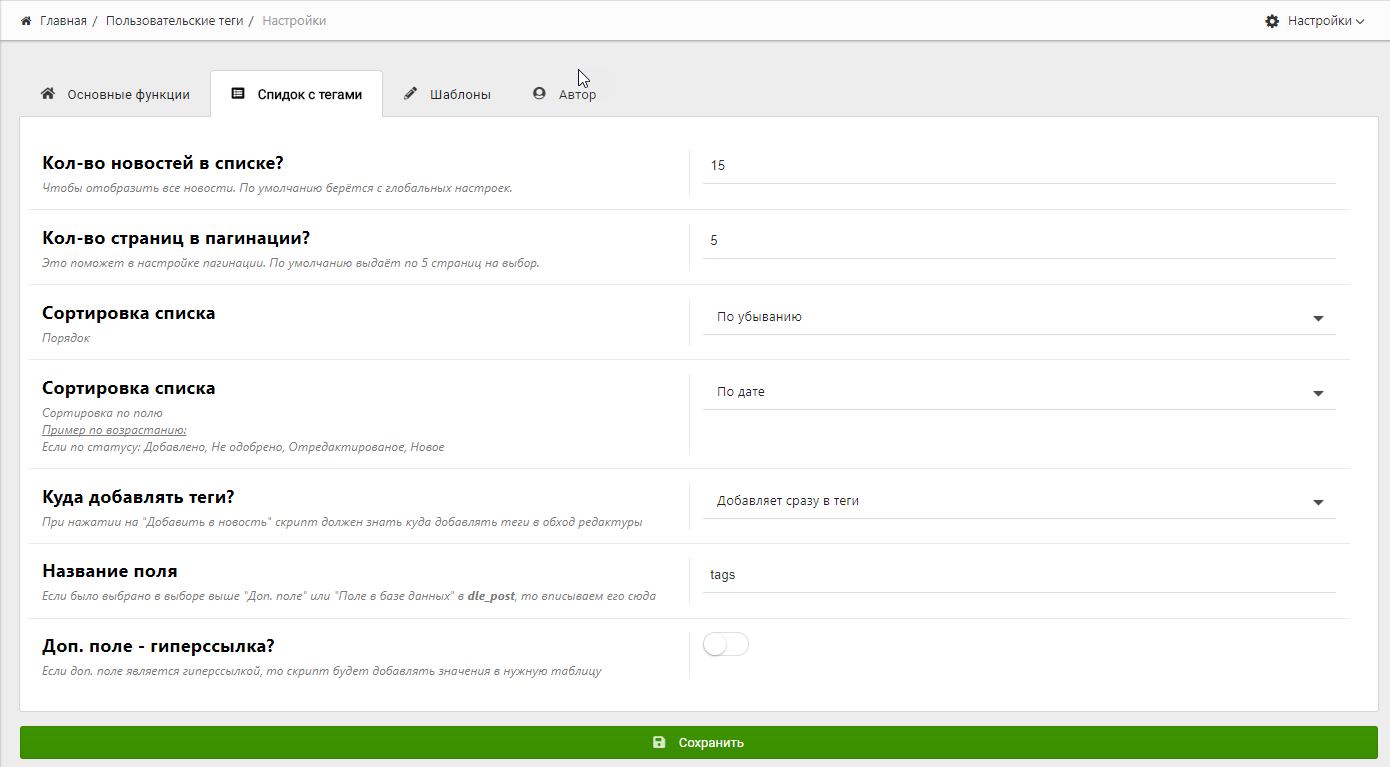 Главная / Пользовательские теги / Настройки
Настройки
Основные функции
Спидок с тегами
Шаблоны
Автор
Кол-во новостей в списке?
Чтобы отобразить все новости. По умолчанию берётся с глобальных настроек.
15
Кол-во страниц в пагинации?
Это поможет в настройке пагинации. По умолчанию выдаёт по 5 страниц на выбор.
5
Сортировка списка
Порядок
По убыванию
Сортировка списка
Сортировка по полю
Пример по возрастанию:
Если по статусу: Добавлено, Не одобрено, Отредактированое, Новое
По дате
Куда добавлять теги?
При нажатии на "Добавить в новость" скрипт должен знать куда добавлять теги в обход редактуры
Добавляет сразу в теги
Название поля
Если было выбрано в выборе выше "Доп. поле" или "Поле в базе данных" в dle_post, то вписываем его сюда
tags
Доп. поле - гиперссылка?
Если доп. поле является гиперссылкой, то скрипт будет добавлять значения в нужную таблицу
Сохранить